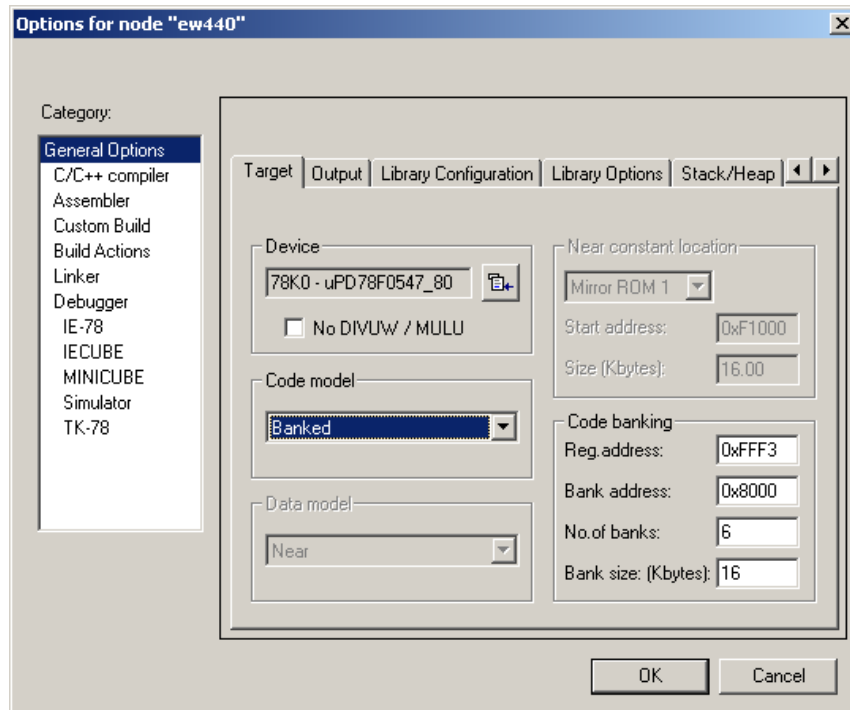 Options for node "ew440"
Category:
General Options
C/C++ compiler
Assembler
Custom Build
Build Actions
Linker
Debugger
IE-78
IECUBE
MINICUBE
Simulator
TK-78
Target Output Library Configuration Library Options Stack/Heap
Device
78K0 - uPD78F0547_80
No DIVUW / MULU
Code model
Banked
Data model
Near
Near constant location
Mirror ROM 1
Start address: 0xF1000
Size (Kbytes): 16.00
Code banking
Reg.address: 0xFFF3
Bank address: 0x8000
No.of banks: 6
Bank size: (Kbytes): 16
OK Cancel